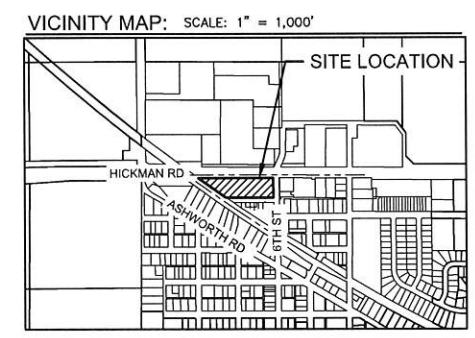 VICINITY MAP: SCALE: 1" = 1,000'
SITE LOCATION
HICKMAN RD
ASHWORTH RD
6TH ST